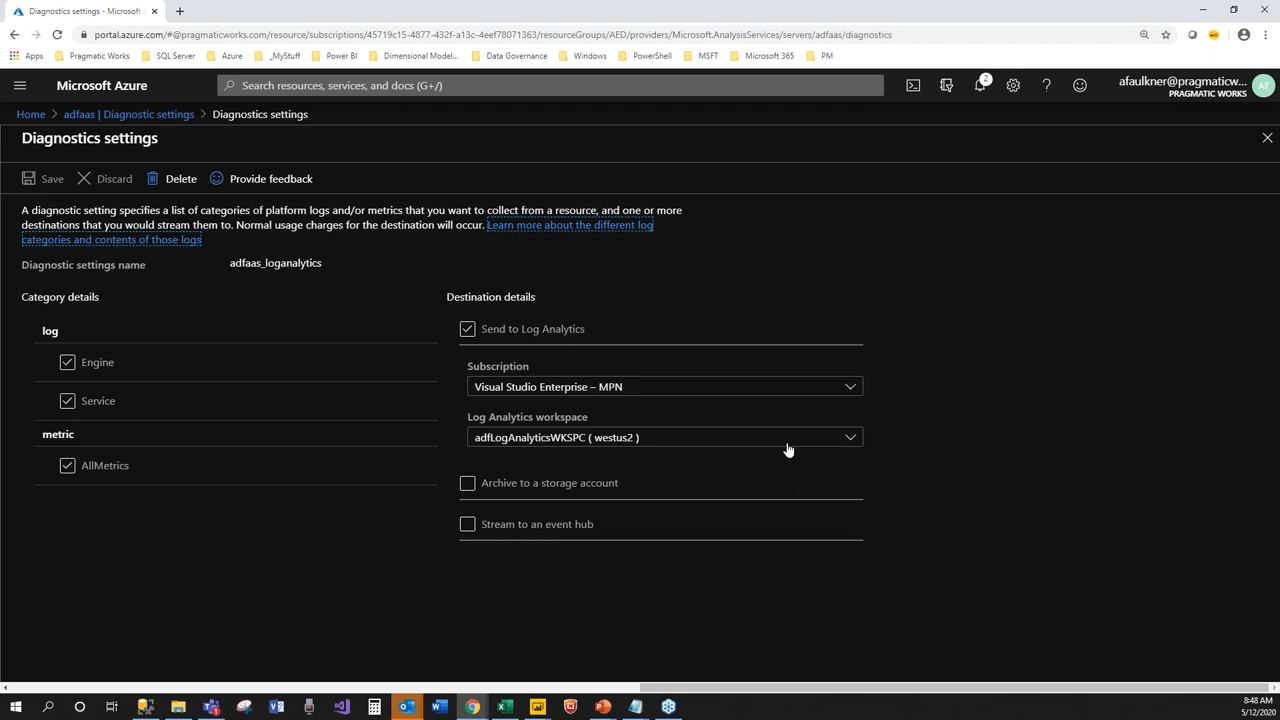 Diagnostics settings - Microsoft A
portal.azure.com/#@pragmaticworks.com/resource/subscriptions/45719c15-4877-432f-a13c-4eef78071363/resourceGroups/AED/providers/Microsoft.AnalysisServices/servers/adfaas/diagnostics
Apps Pragmatic Works SQL Server Azure _MyStuff Power BI Dimensional Model... Data Governance Windows PowerShell MSFT Microsoft 365 PM
Microsoft Azure
Search resources, services, and docs (G+/)
2
afaulkner@pragmaticw...
PRAGMATIC WORKS
AF
Home > adfaas | Diagnostic settings > Diagnostics settings
Diagnostics settings
Save Discard Delete Provide feedback
A diagnostic setting specifies a list of categories of platform logs and/or metrics that you want to collect from a resource, and one or more
destinations that you would stream them to. Normal usage charges for the destination will occur. Learn more about the different log
categories and contents of those logs
Diagnostic settings name adfaas_loganalytics
Category details
log
Engine
Service
metric
AllMetrics
Destination details
Send to Log Analytics
Subscription
Visual Studio Enterprise – MPN
Log Analytics workspace
adfLogAnalyticsWKSPC ( westus2 )
Archive to a storage account
Stream to an event hub
8:48 AM
5/12/2020